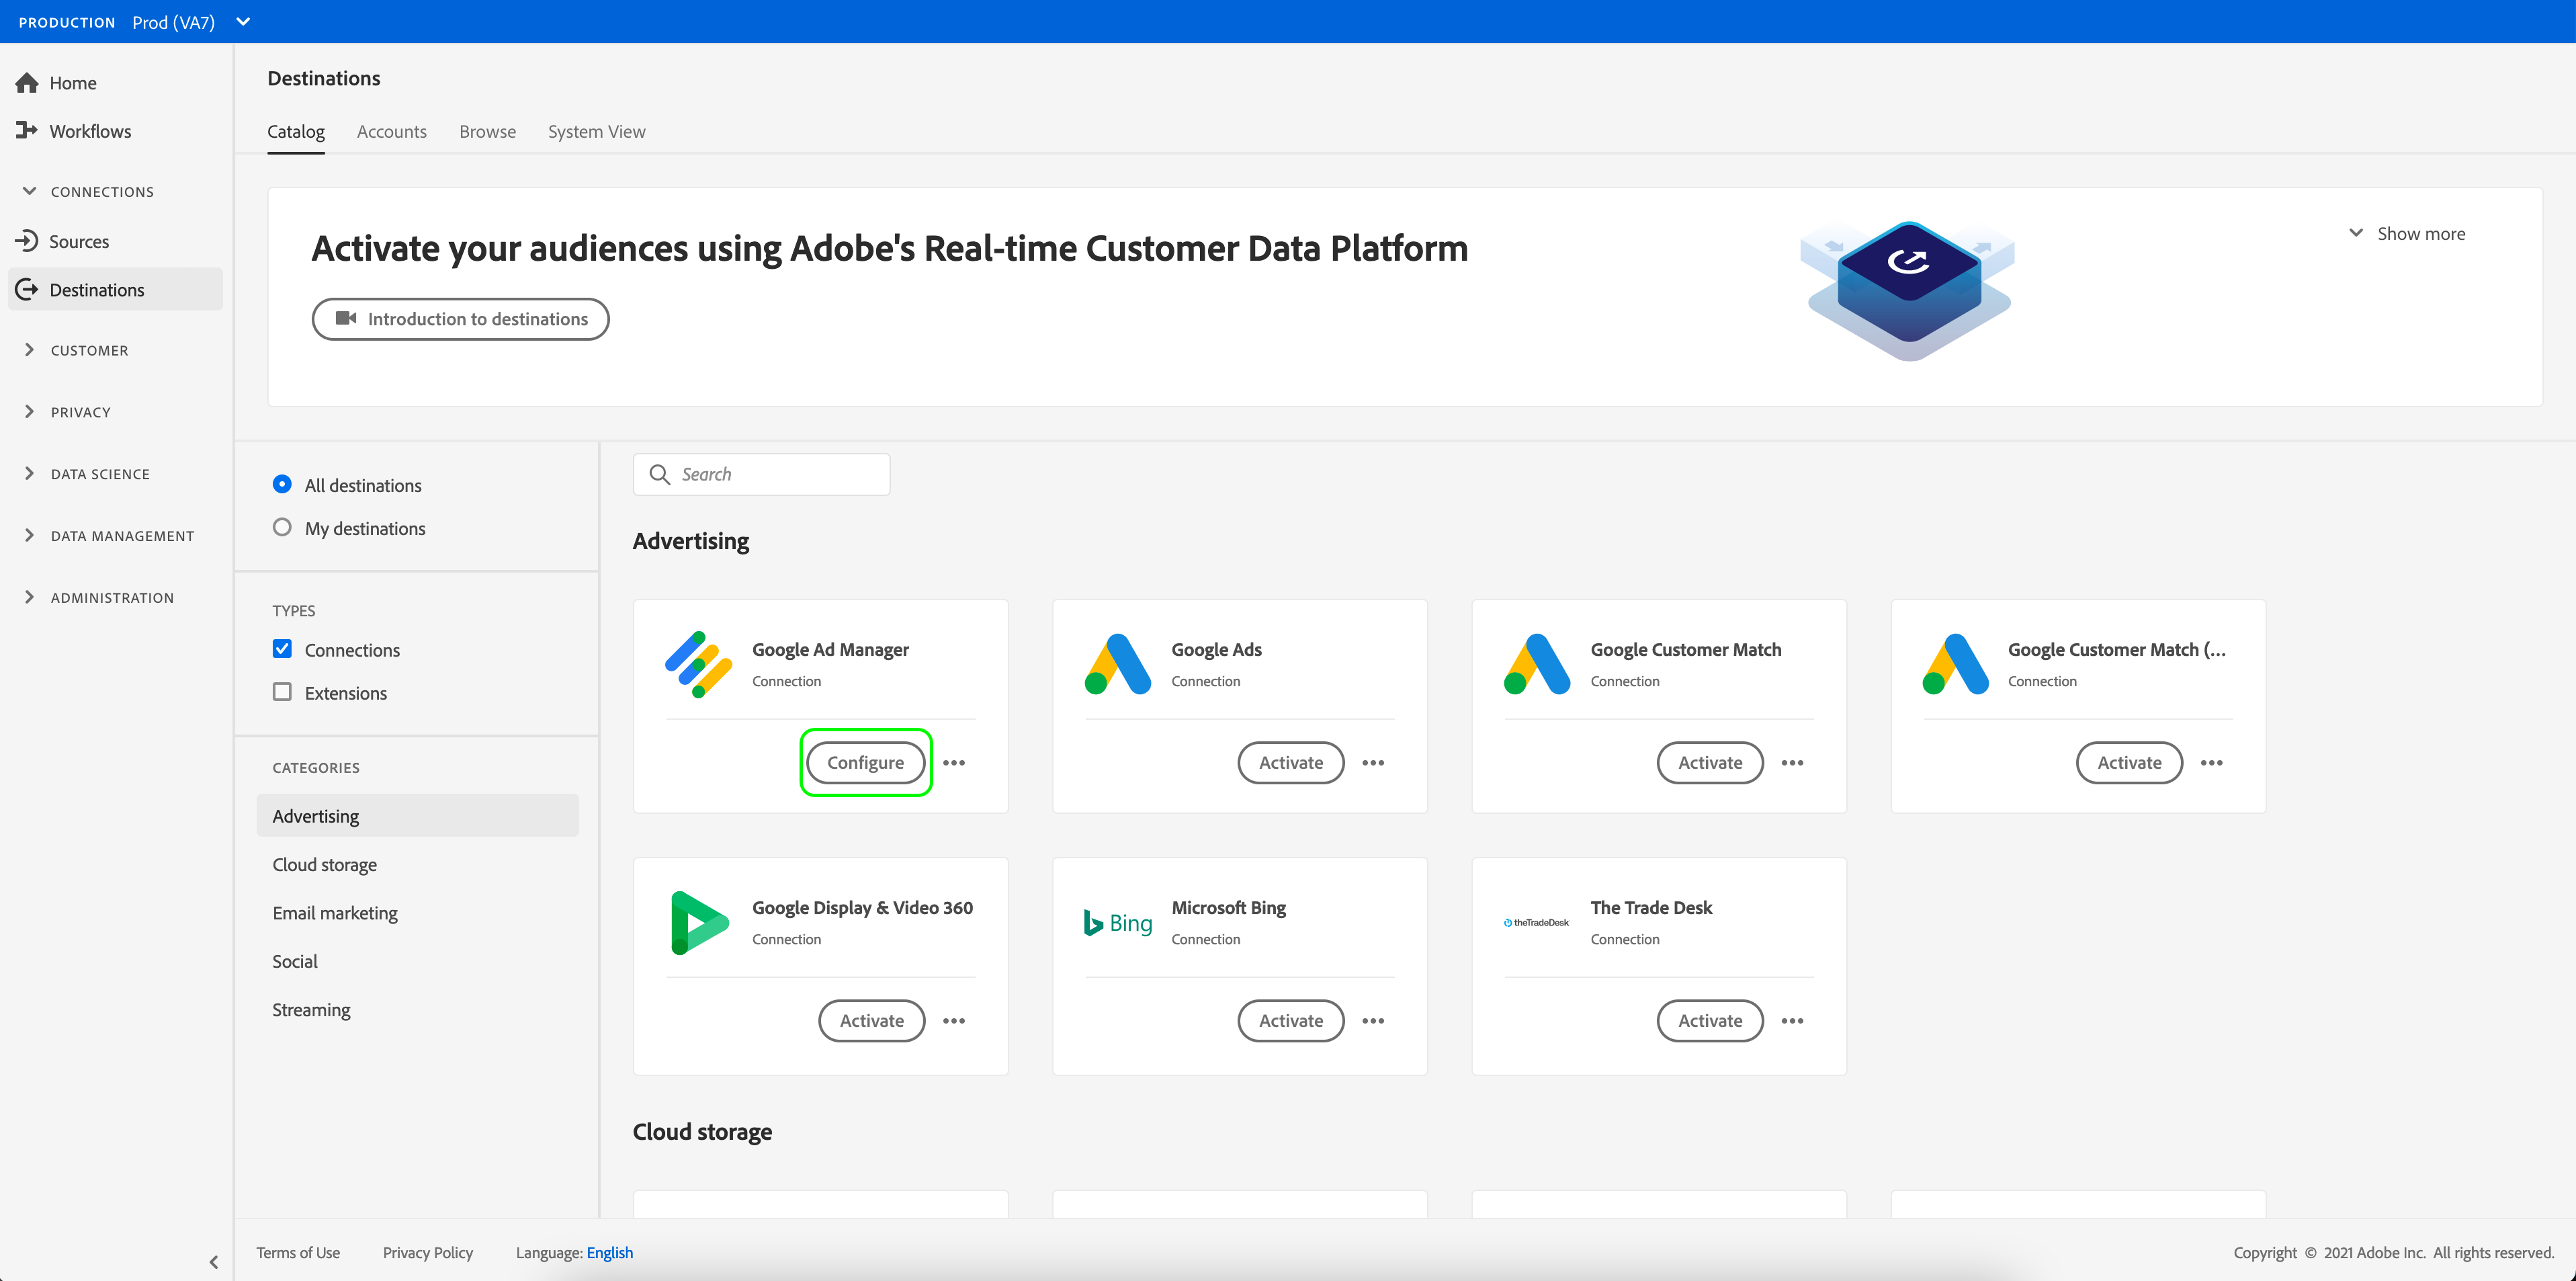 PRODUCTION Prod (VA7)
Home
Workflows
CONNECTIONS
Sources
Destinations
CUSTOMER
PRIVACY
DATA SCIENCE
DATA MANAGEMENT
ADMINISTRATION
Destinations
Catalog Accounts Browse System View
Activate your audiences using Adobe's Real-time Customer Data Platform
Show more
Introduction to destinations
All destinations
My destinations
TYPES
Connections
Extensions
CATEGORIES
Advertising
Cloud storage
Email marketing
Social
Streaming
Search
Advertising
Google Ad Manager
Connection
Configure
Google Ads
Connection
Activate
Google Customer Match
Connection
Activate
Google Customer Match (...
Connection
Activate
Google Display & Video 360
Connection
Activate
Bing
Microsoft Bing
Connection
Activate
theTradeDesk
The Trade Desk
Connection
Activate
Cloud storage
Terms of Use Privacy Policy Language: English
Copyright © 2021 Adobe Inc. All rights reserved.